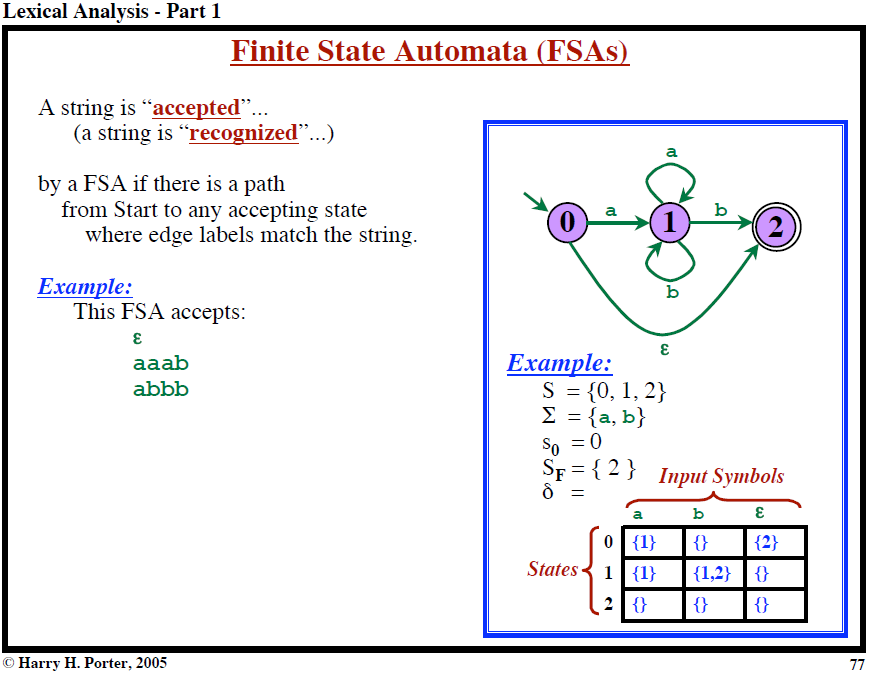 Lexical Analysis - Part 1
Finite State Automata (FSAs)
A string is “accepted”...
(a string is “recognized”...)
by a FSA if there is a path
from Start to any accepting state
where edge labels match the string.
Example:
This FSA accepts:
ε
aaab
abbb
a
0 a 1 b 2
b
ε
Example:
S = {0, 1, 2}
Σ = {a, b}
s0 = 0
SF = { 2 }
δ =
Input Symbols
a b ε
States
0 {1} {} {2}
1 {1} {1,2} {}
2 {} {} {}
© Harry H. Porter, 2005
77